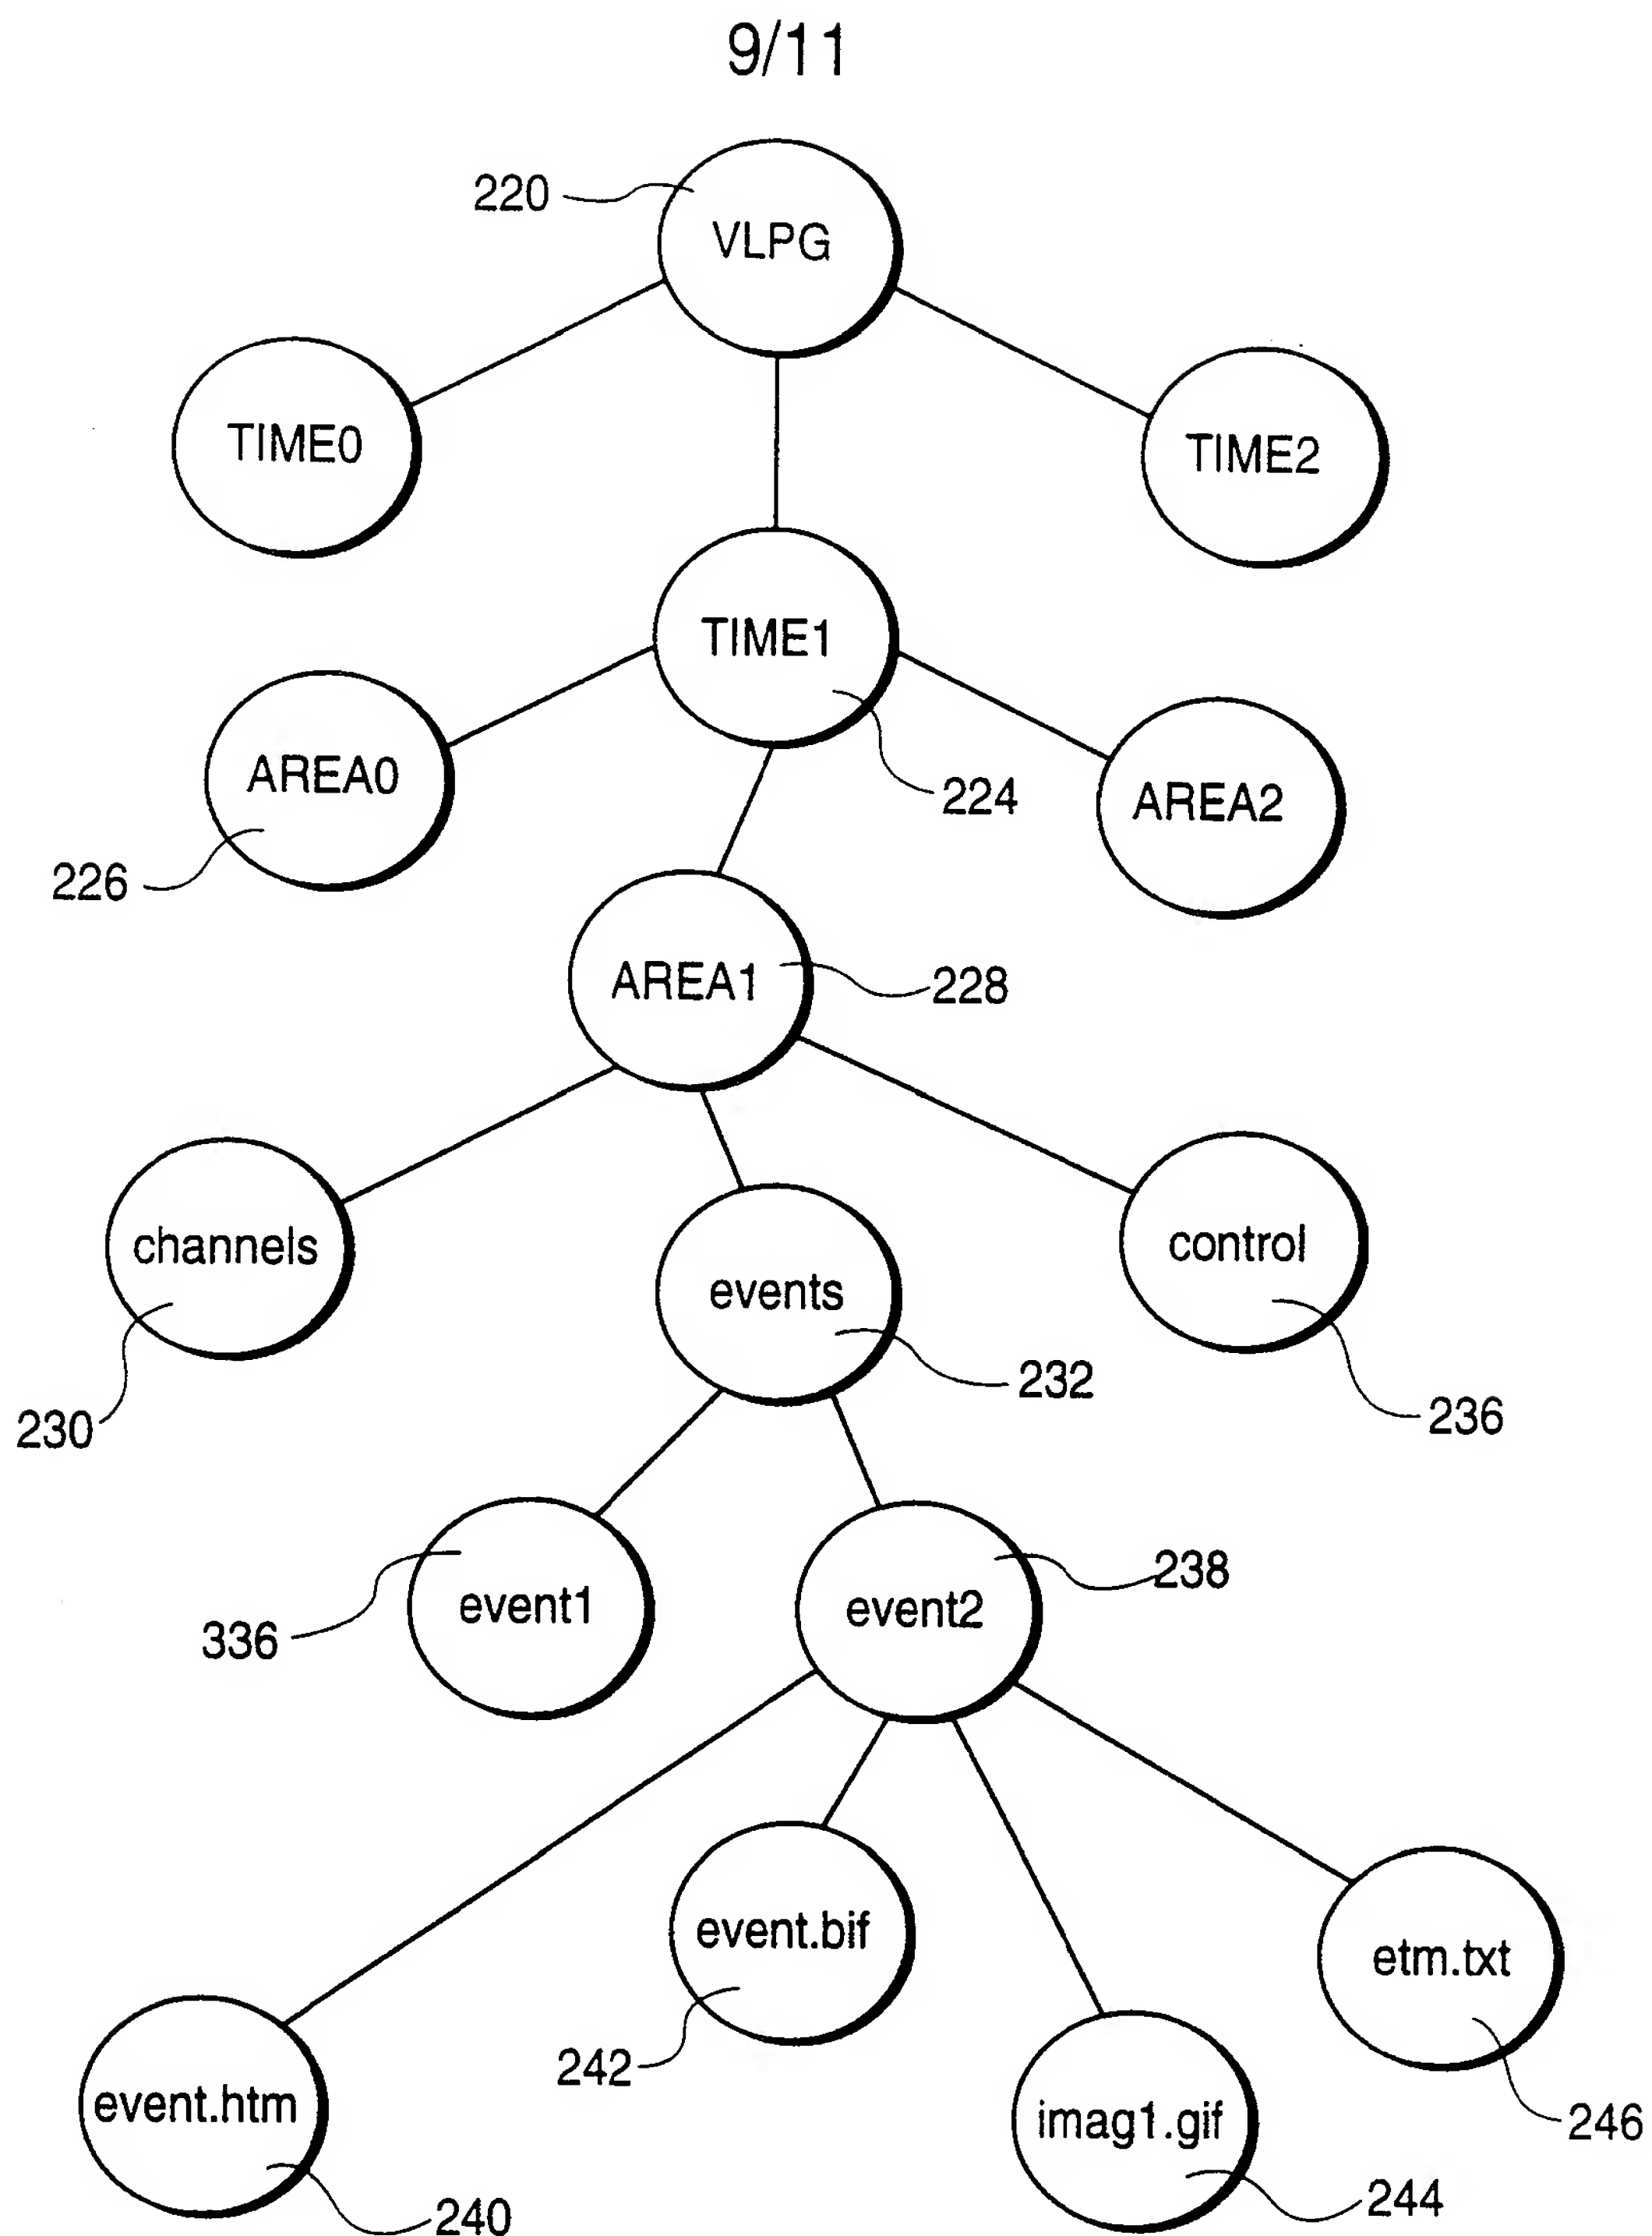 9/11
220
VLPG
TIME0
TIME2
TIME1
224
AREA0
226
AREA2
AREA1
228
channels
230
events
232
control
236
event1
336
event2
238
event.bif
242
etm.txt
246
event.htm
240
imag1.gif
244